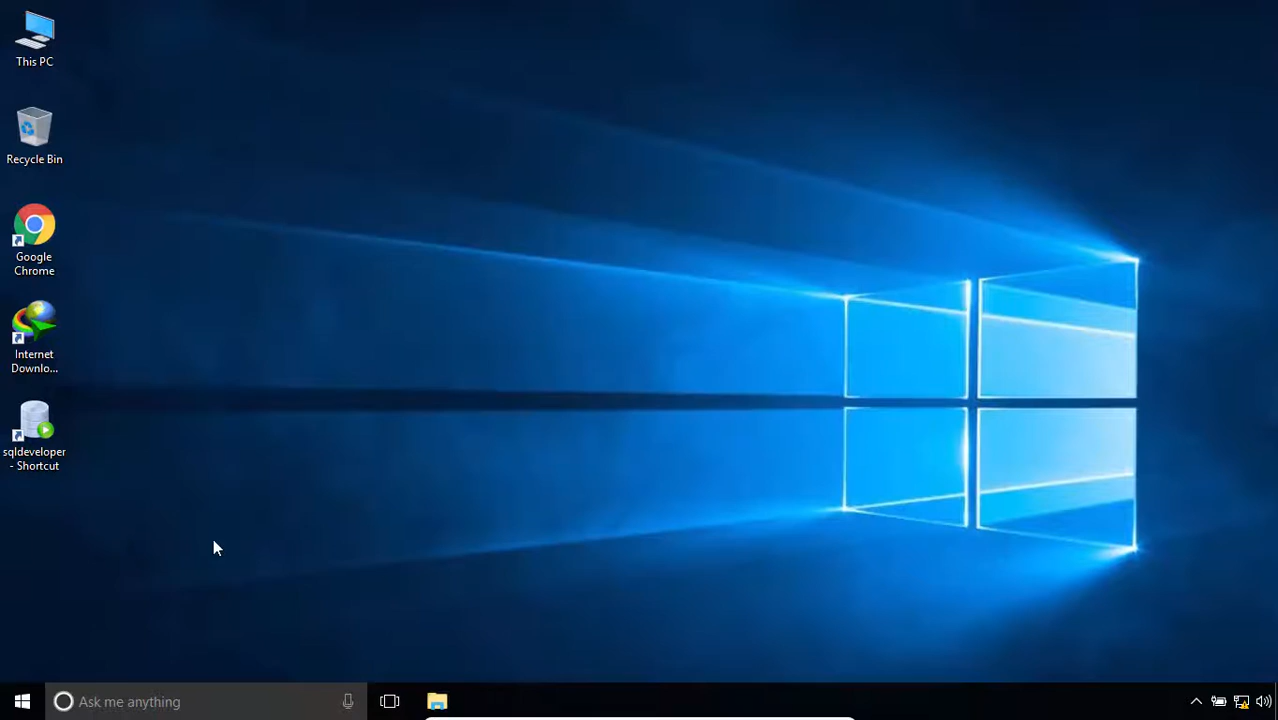 This PC
Recycle Bin
Google
Chrome
Internet
Downlo...
sqldeveloper
- Shortcut
Ask me anything